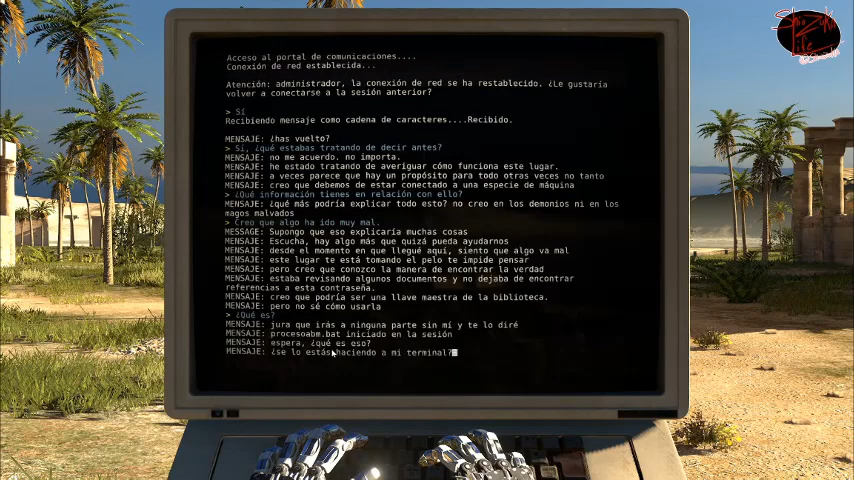 Shio Zuku
Life
Acceso al portal de comunicaciones....
Conexión de red establecida...
Atención: administrador, la conexión de red se ha restablecido. ¿Le gustaría
volver a conectarse a la sesión anterior?
> Sí
Recibiendo mensaje como cadena de caracteres....Recibido.
MENSAJE: ¿has vuelto?
> Sí, ¿qué estabas tratando de decir antes?
MENSAJE: no me acuerdo. no importa.
MENSAJE: he estado tratando de averiguar cómo funciona este lugar.
MENSAJE: a veces parece que hay un propósito para todo otras veces no tanto
MENSAJE: creo que debemos de estar conectado a una especie de máquina
> ¿Qué información tienes en relación con ello?
MENSAJE: ¿qué más podría explicar todo esto? no creo en los demonios ni en los
magos malvados
> Creo que algo ha ido muy mal.
MESSAGE: Supongo que eso explicaría muchas cosas
MENSAJE: Escucha, hay algo más que quizá pueda ayudarnos
MENSAJE: desde el momento en que llegué aquí, siento que algo va mal
MENSAJE: este lugar te está tomando el pelo te impide pensar
MENSAJE: pero creo que conozco la manera de encontrar la verdad
MENSAJE: estaba revisando algunos documentos y no dejaba de encontrar
referencias a esta contraseña.
MENSAJE: creo que podría ser una llave maestra de la biblioteca.
MENSAJE: pero no sé cómo usarla
> ¿Qué es?
MENSAJE: jura que irás a ninguna parte sin mí y te lo diré
MENSAJE: procesoabm.bat iniciado en la sesión
MENSAJE: espera, ¿qué es eso?
MENSAJE: ¿se lo estás haciendo a mi terminal?